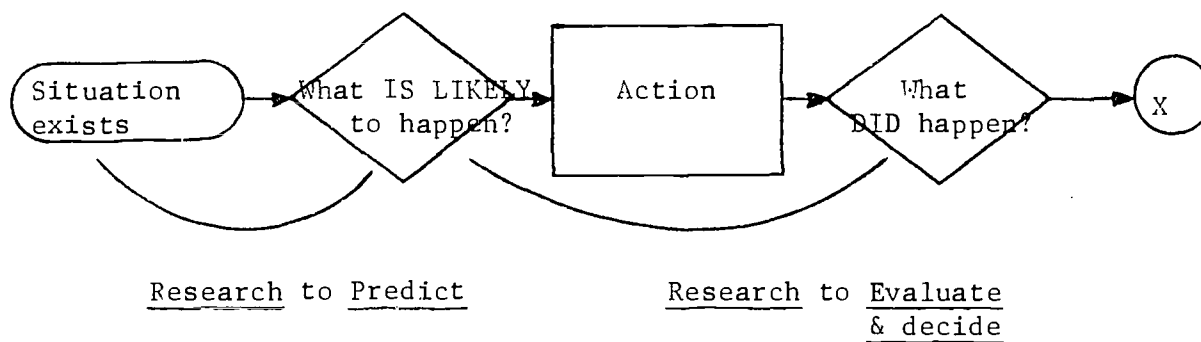 Situation
exists
What IS LIKELY
to happen?
Action
What
DID happen?
X
Research to Predict
Research to Evaluate
& decide